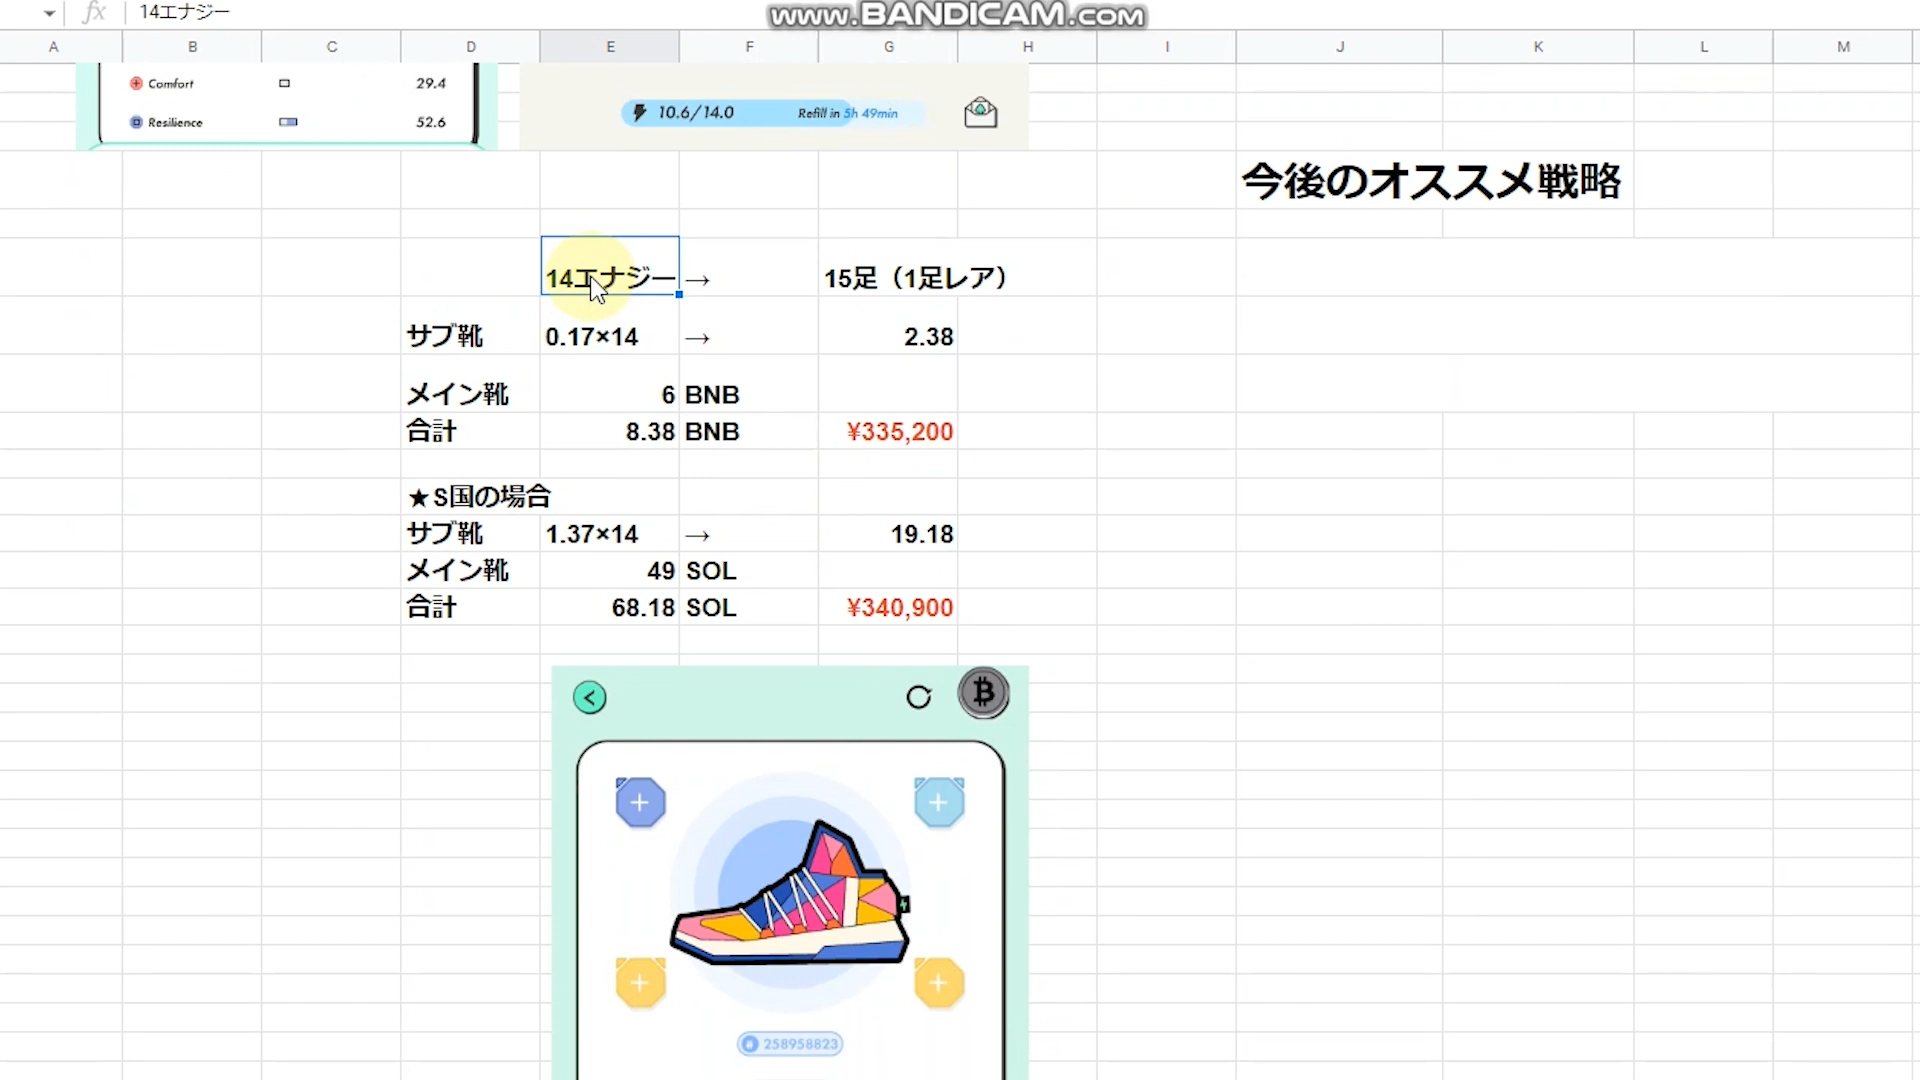 14エナジー
www.BANDICAM.com
A B C D E F G H I J K L M
Comfort 29.4
Resilience 52.6
10.6/14.0 Refill in 5h 49min
今後のオススメ戦略
14エナジー → 15足（1足レア）
サブ靴 0.17×14 → 2.38
メイン靴 6 BNB
合計 8.38 BNB ¥335,200
★S国の場合
サブ靴 1.37×14 → 19.18
メイン靴 49 SOL
合計 68.18 SOL ¥340,900
# 258958823